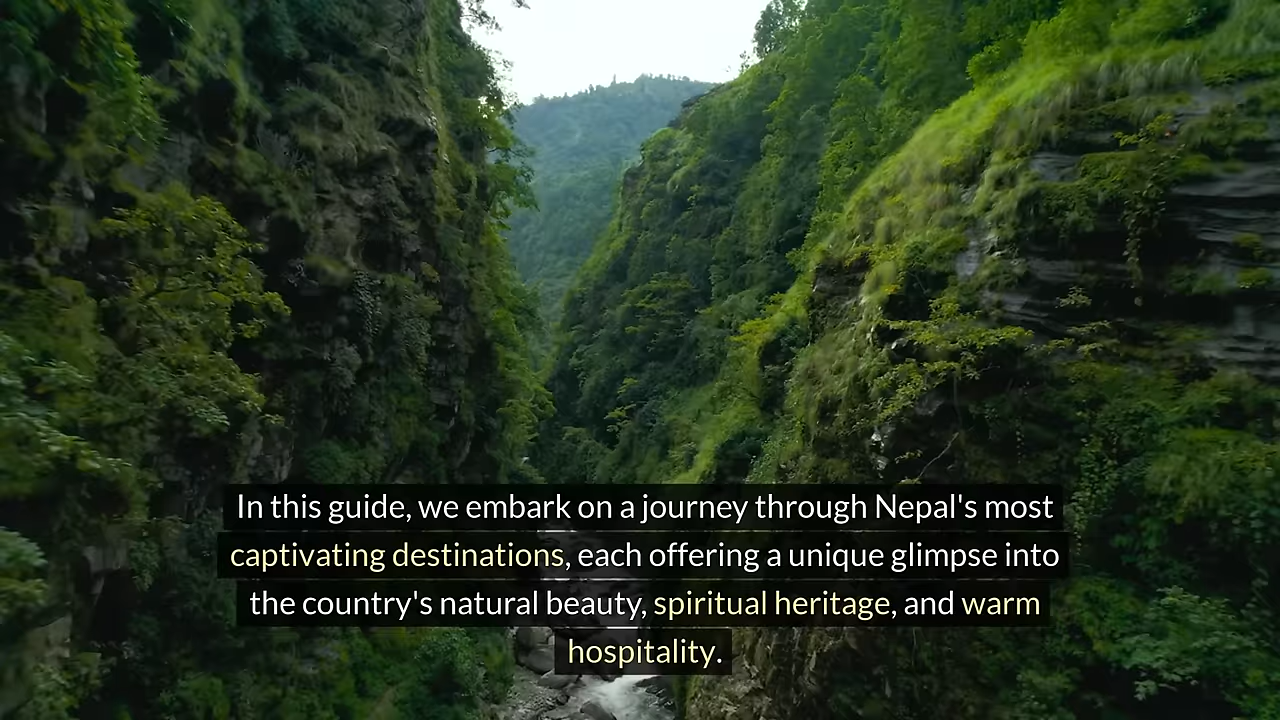 In this guide, we embark on a journey through Nepal's most
captivating destinations, each offering a unique glimpse into
the country's natural beauty, spiritual heritage, and warm
hospitality.